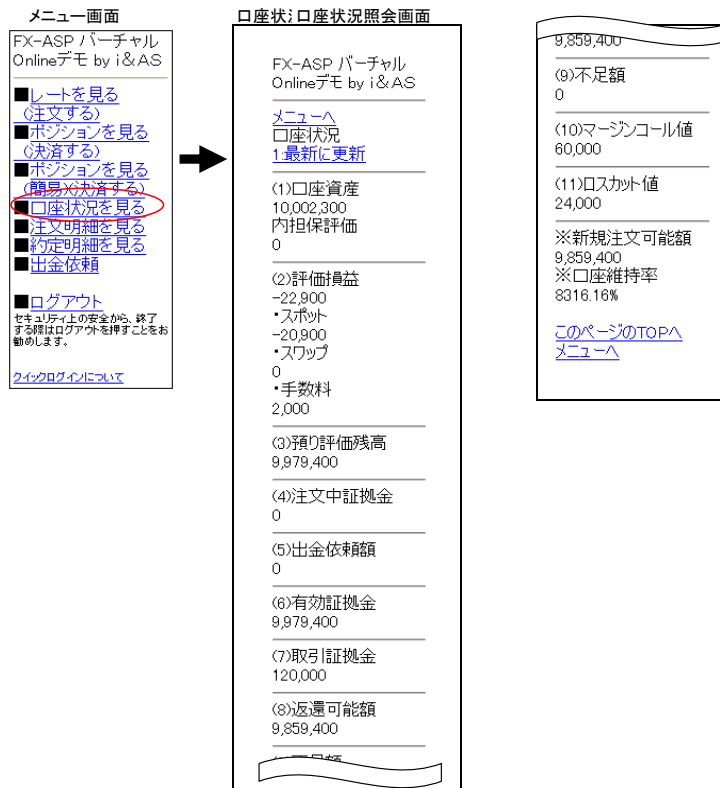 メニュー画面
FX-ASP バーチャル
Onlineデモ by i&AS
■レートを見る
(注文する)
■ポジションを見る
(決済する)
■ポジションを見る
(簡易)(決済する)
■口座状況を見る
■注文明細を見る
■約定明細を見る
■出金依頼
■ログアウト
セキュリティ上の安全から、終了
する際はログアウトを押すことをお
勧めします。
クイックログインについて
口座状況照会画面
FX-ASP バーチャル
Onlineデモ by i&AS
メニューへ
口座状況
1:最新に更新
(1)口座資産
10,002,300
内担保評価
0
(2)評価損益
-22,900
・スポット
-20,900
・スワップ
0
・手数料
2,000
(3)預り評価残高
9,979,400
(4)注文中証拠金
0
(5)出金依頼額
0
(6)有効証拠金
9,979,400
(7)取引証拠金
120,000
(8)返還可能額
9,859,400
9,859,400
(9)不足額
0
(10)マージンコール値
60,000
(11)ロスカット値
24,000
※新規注文可能額
9,859,400
※口座維持率
8316.16%
このページのTOPへ
メニューへ